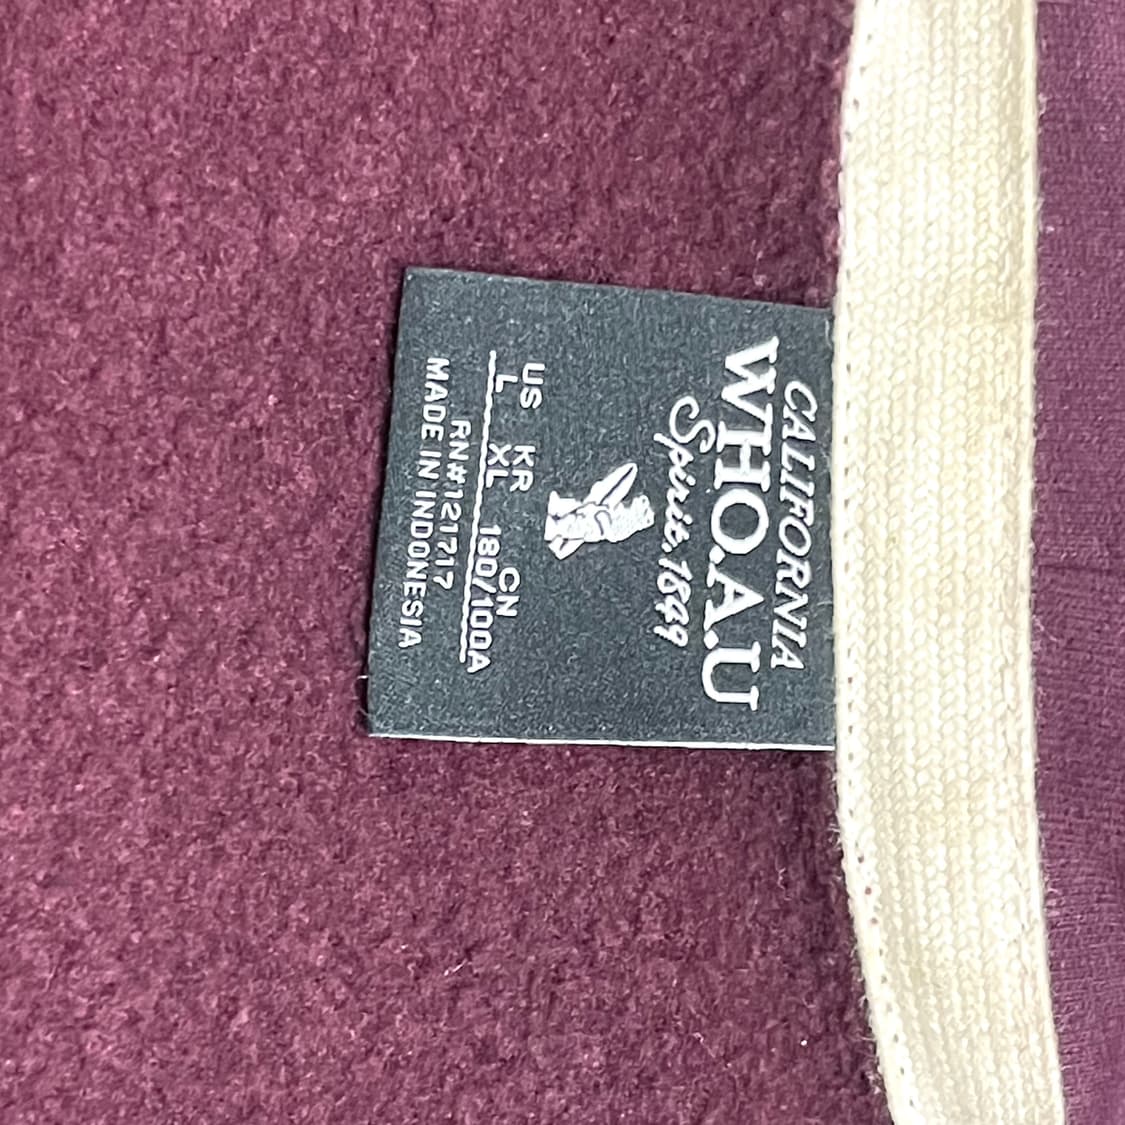 CALIFORNIA
WHO.A.U
Spirit.1849
US KR CN
L XL 180/100A
RN#121717
MADE IN INDONESIA